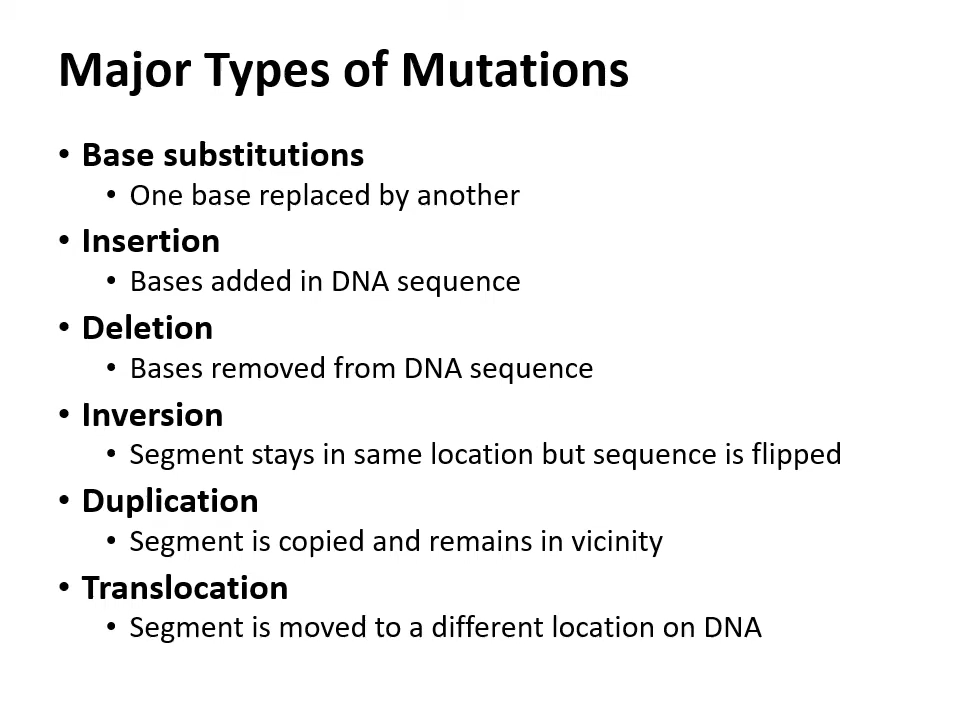 Major Types of Mutations
• Base substitutions
• One base replaced by another
• Insertion
• Bases added in DNA sequence
• Deletion
• Bases removed from DNA sequence
• Inversion
• Segment stays in same location but sequence is flipped
• Duplication
• Segment is copied and remains in vicinity
• Translocation
• Segment is moved to a different location on DNA